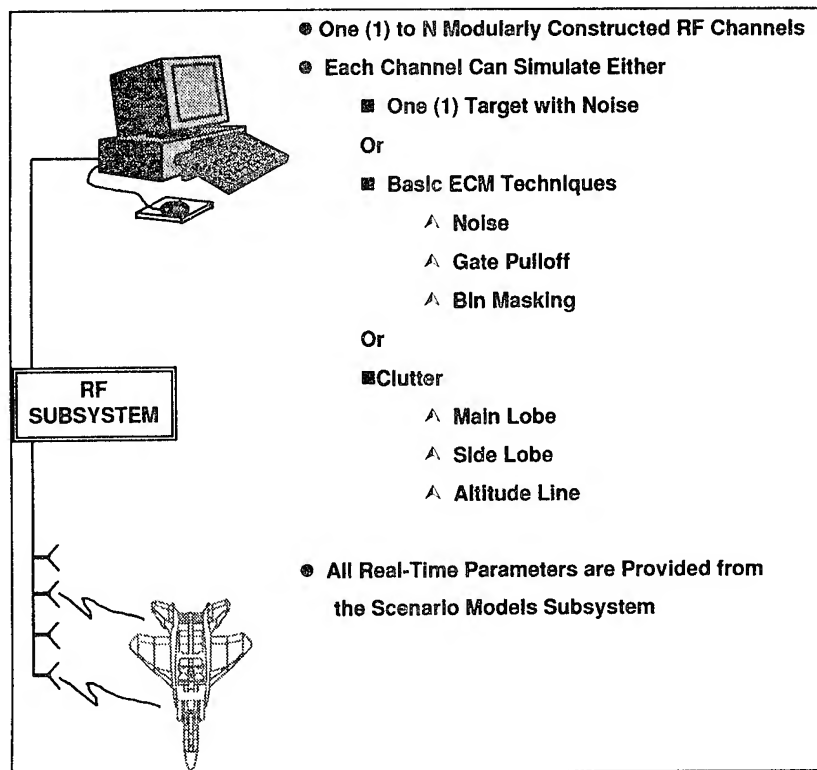 ● One (1) to N Modularly Constructed RF Channels
● Each Channel Can Simulate Either
■ One (1) Target with Noise
Or
■ Basic ECM Techniques
Noise
Gate Pulloff
Bin Masking
Or
■Clutter
Main Lobe
Side Lobe
Altitude Line
RF
SUBSYSTEM
● All Real-Time Parameters are Provided from
the Scenario Models Subsystem